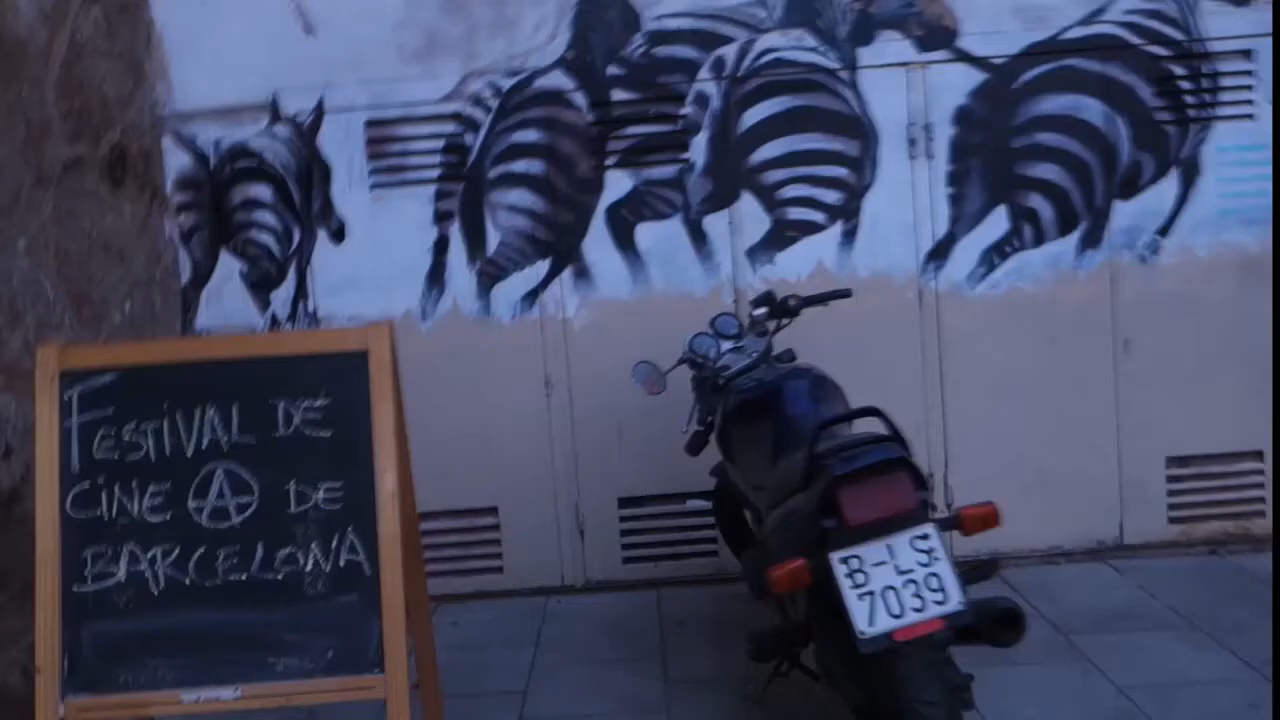 FESTIVAL DE
CINE Ⓐ DE
BARCELONA
B-LS
7039